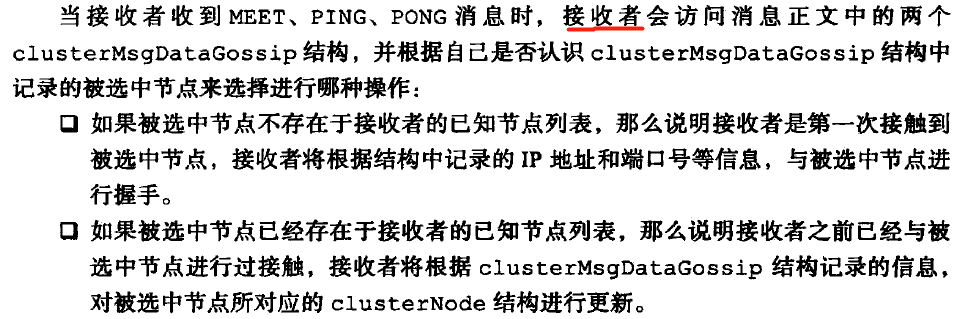 当接收者收到 MEET、PING、PONG 消息时，接收者会访问消息正文中的两个
clusterMsgDataGossip 结构，并根据自己是否认识 clusterMsgDataGossip 结构中
记录的被选中节点来选择进行哪种操作：
❑ 如果被选中节点不存在于接收者的已知节点列表，那么说明接收者是第一次接触到
被选中节点，接收者将根据结构中记录的 IP 地址和端口号等信息，与被选中节点进
行握手。
❑ 如果被选中节点已经存在于接收者的已知节点列表，那么说明接收者之前已经与被
选中节点进行过接触，接收者将根据 clusterMsgDataGossip 结构记录的信息，
对被选中节点所对应的 clusterNode 结构进行更新。